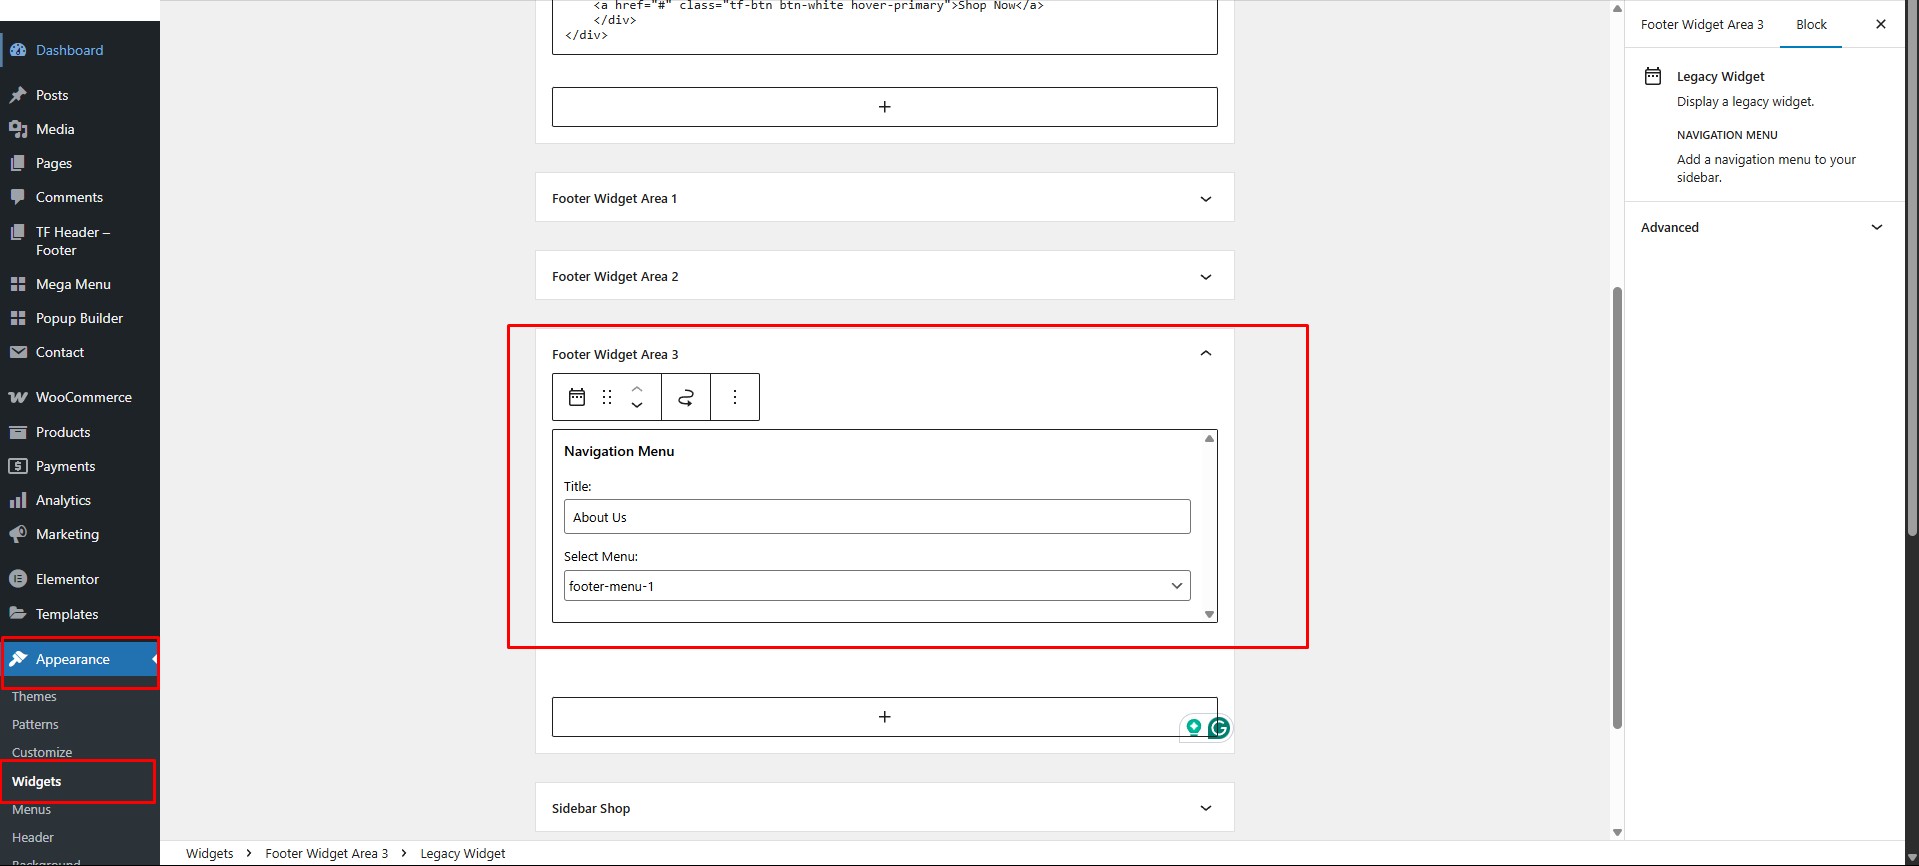 Dashboard
Posts
Media
Pages
Comments
TF Header –
Footer
Mega Menu
Popup Builder
Contact
WooCommerce
Products
Payments
Analytics
Marketing
Elementor
Templates
Appearance
Themes
Patterns
Customize
Widgets
Menus
Header
Background
<a href="#" class="tf-btn btn-white hover-primary">Shop Now</a>
</div>
</div>
Footer Widget Area 1
Footer Widget Area 2
Footer Widget Area 3
Navigation Menu
Title:
About Us
Select Menu:
footer-menu-1
Sidebar Shop
Widgets > Footer Widget Area 3 > Legacy Widget
Footer Widget Area 3 Block
Legacy Widget
Display a legacy widget.
NAVIGATION MENU
Add a navigation menu to your
sidebar.
Advanced